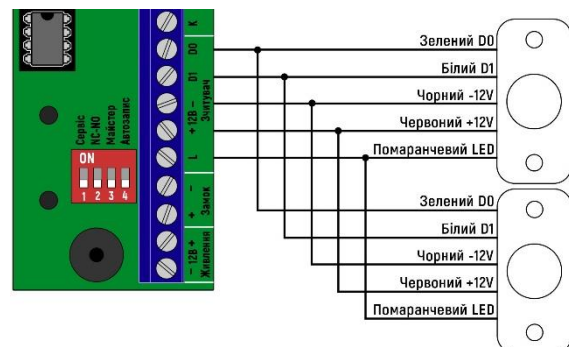 K
D0
D1
+12В -
Зчитувач
L
+ -
Замок
- 12В +
Живлення
Сервіс
NC-NO
Майстер
Автозапис
ON
1 2 3 4
Зелений D0
Білий D1
Чорний -12V
Червоний +12V
Помаранчевий LED
Зелений D0
Білий D1
Чорний -12V
Червоний +12V
Помаранчевий LED